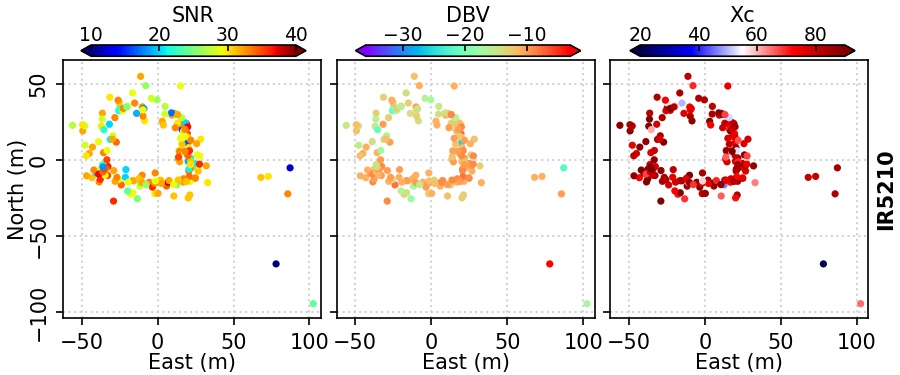 SNR DBV Xc
10 20 30 40 −30 −20 −10 20 40 60 80
50
0
−50
−100
North (m)
IR5210
−50 0 50 100 −50 0 50 100 −50 0 50 100
East (m) East (m) East (m)